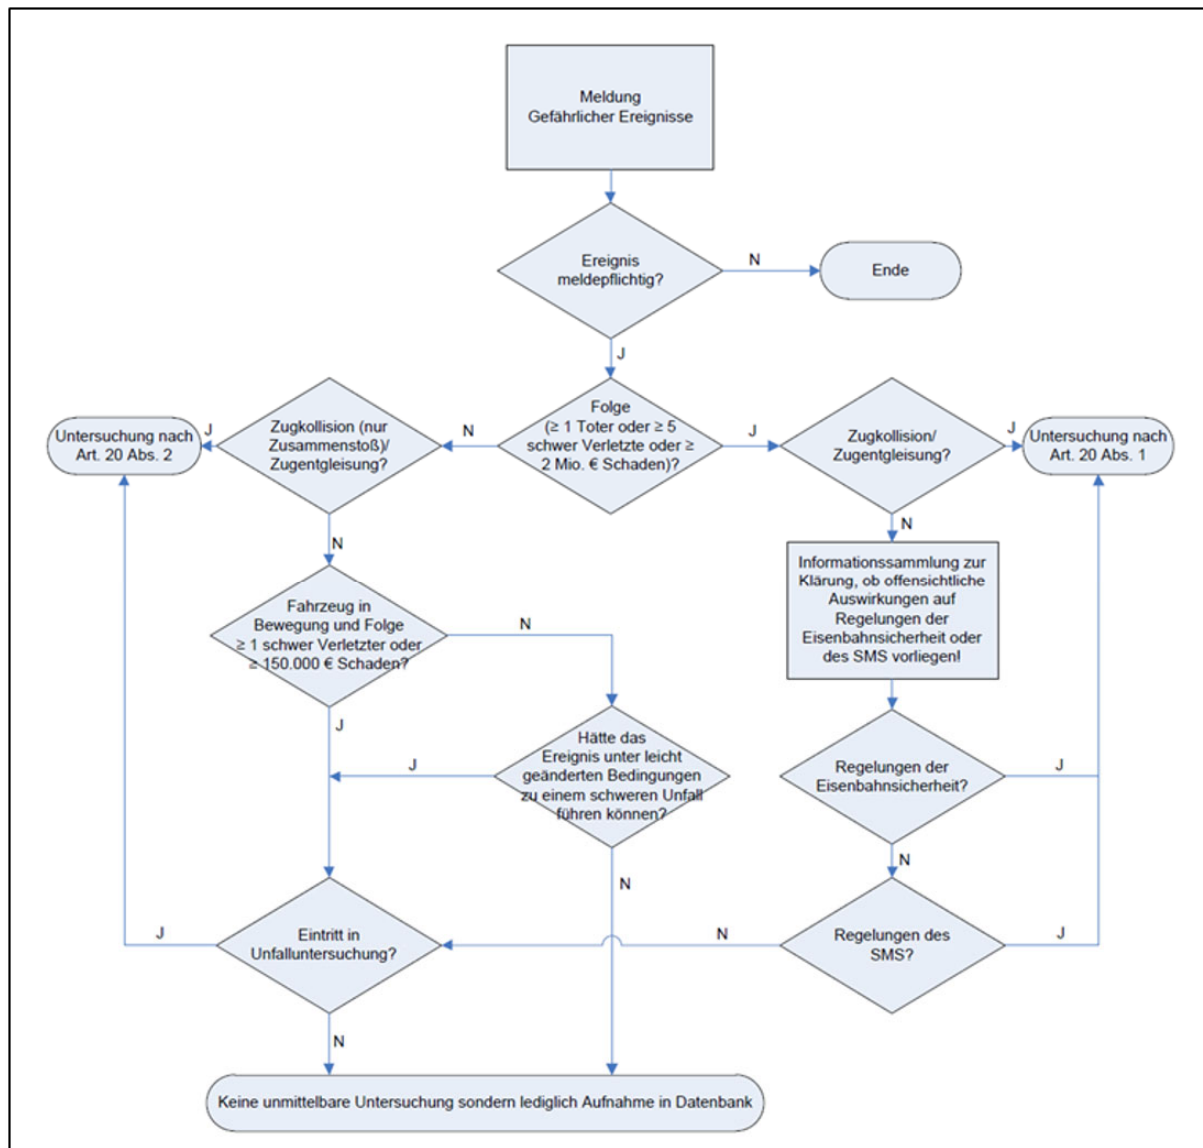 Meldung
Gefährlicher Ereignisse
Ereignis
meldepflichtig?
N
Ende
J
Folge
(≥ 1 Toter oder ≥ 5
schwer Verletzte oder ≥
2 Mio. € Schaden)?
N
J
Zugkollision (nur
Zusammenstoß)/
Zugentgleisung?
J
Untersuchung nach
Art. 20 Abs. 2
Zugkollision/
Zugentgleisung?
J
Untersuchung nach
Art. 20 Abs. 1
N
N
Informationssammlung zur
Klärung, ob offensichtliche
Auswirkungen auf
Regelungen der
Eisenbahnsicherheit oder
des SMS vorliegen!
Fahrzeug in
Bewegung und Folge
≥ 1 schwer Verletzter oder
≥ 150.000 € Schaden?
N
J
Hätte das
Ereignis unter leicht
geänderten Bedingungen
zu einem schweren Unfall
führen können?
J
N
Regelungen der
Eisenbahnsicherheit?
J
N
Regelungen des
SMS?
J
N
Eintritt in
Unfalluntersuchung?
J
N
Keine unmittelbare Untersuchung sondern lediglich Aufnahme in Datenbank